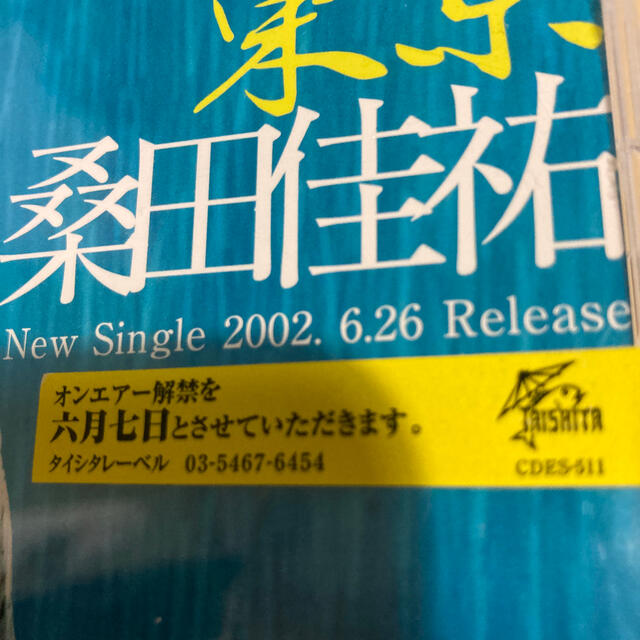 東京
桑田佳祐
New Single 2002. 6.26 Release
オンエアー解禁を
六月七日とさせていただきます。
タイシタレーベル 03-5467-6454
TAISHITA
CDES-511